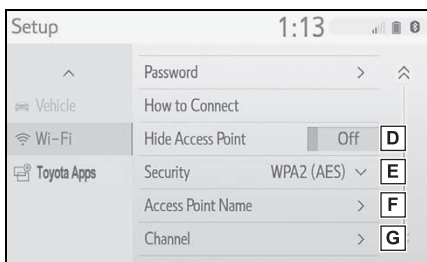 Setup 1:13
Password
Vehicle How to Connect
Wi-Fi Hide Access Point Off D
Toyota Apps Security WPA2 (AES) E
Access Point Name F
Channel G